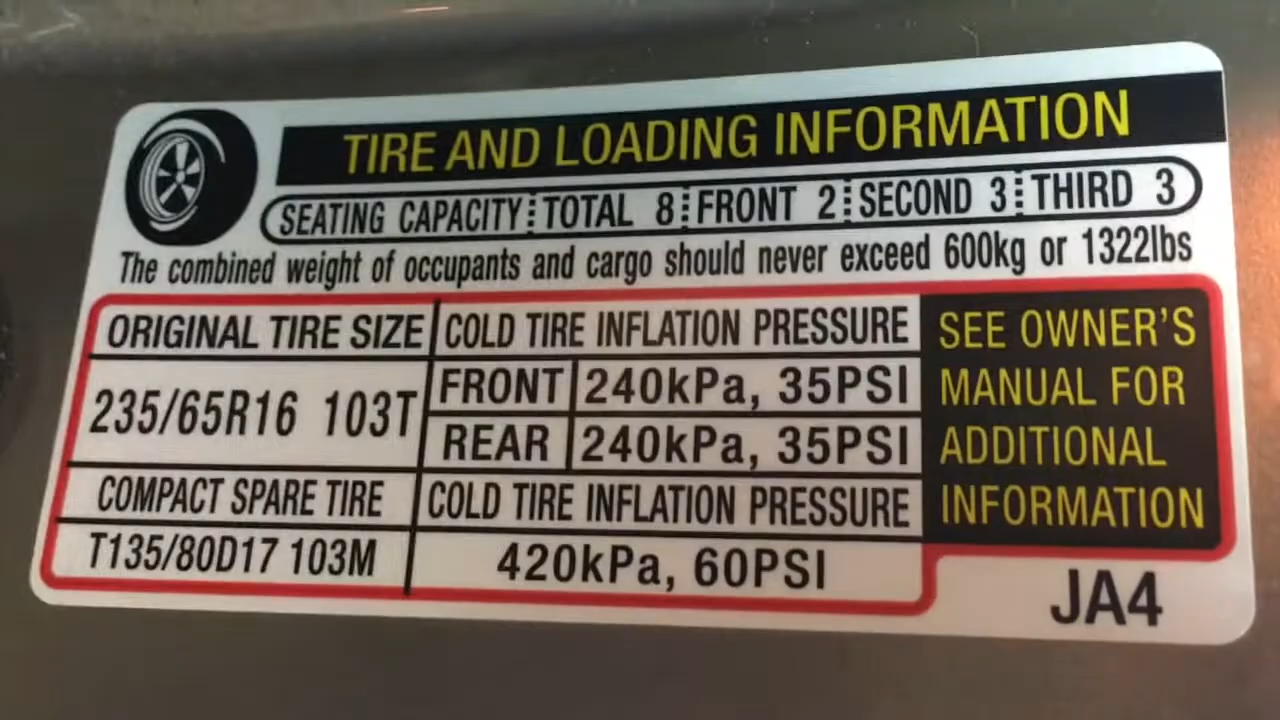 TIRE AND LOADING INFORMATION
SEATING CAPACITY TOTAL 8 FRONT 2 SECOND 3 THIRD 3
The combined weight of occupants and cargo should never exceed 600kg or 1322lbs
ORIGINAL TIRE SIZE COLD TIRE INFLATION PRESSURE
235/65R16 103T
FRONT 240kPa, 35PSI
REAR 240kPa, 35PSI
COMPACT SPARE TIRE COLD TIRE INFLATION PRESSURE
T135/80D17 103M 420kPa, 60PSI
SEE OWNER'S
MANUAL FOR
ADDITIONAL
INFORMATION
JA4